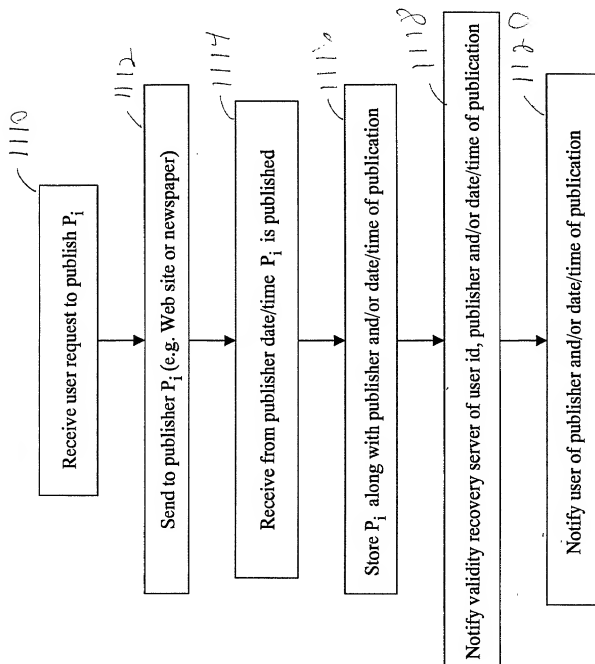 1110
Receive user request to publish Pi
1112
Send to publisher Pi (e.g. Web site or newspaper)
1114
Receive from publisher date/time Pi is published
1116
Store Pi along with publisher and/or date/time of publication
1118
Notify validity recovery server of user id, publisher and/or date/time of publication
1120
Notify user of publisher and/or date/time of publication